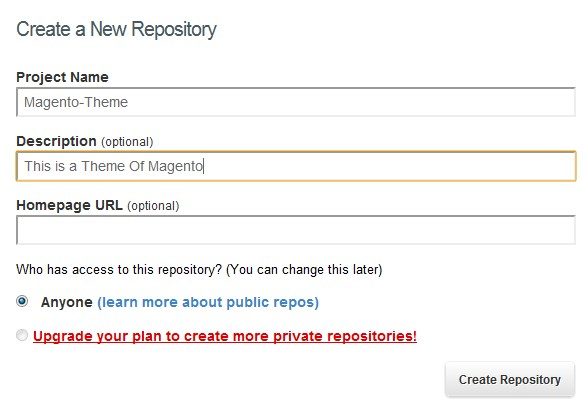 Create a New Repository
Project Name
Magento-Theme
Description (optional)
This is a Theme Of Magento
Homepage URL (optional)
Who has access to this repository? (You can change this later)
Anyone (learn more about public repos)
Upgrade your plan to create more private repositories!
Create Repository